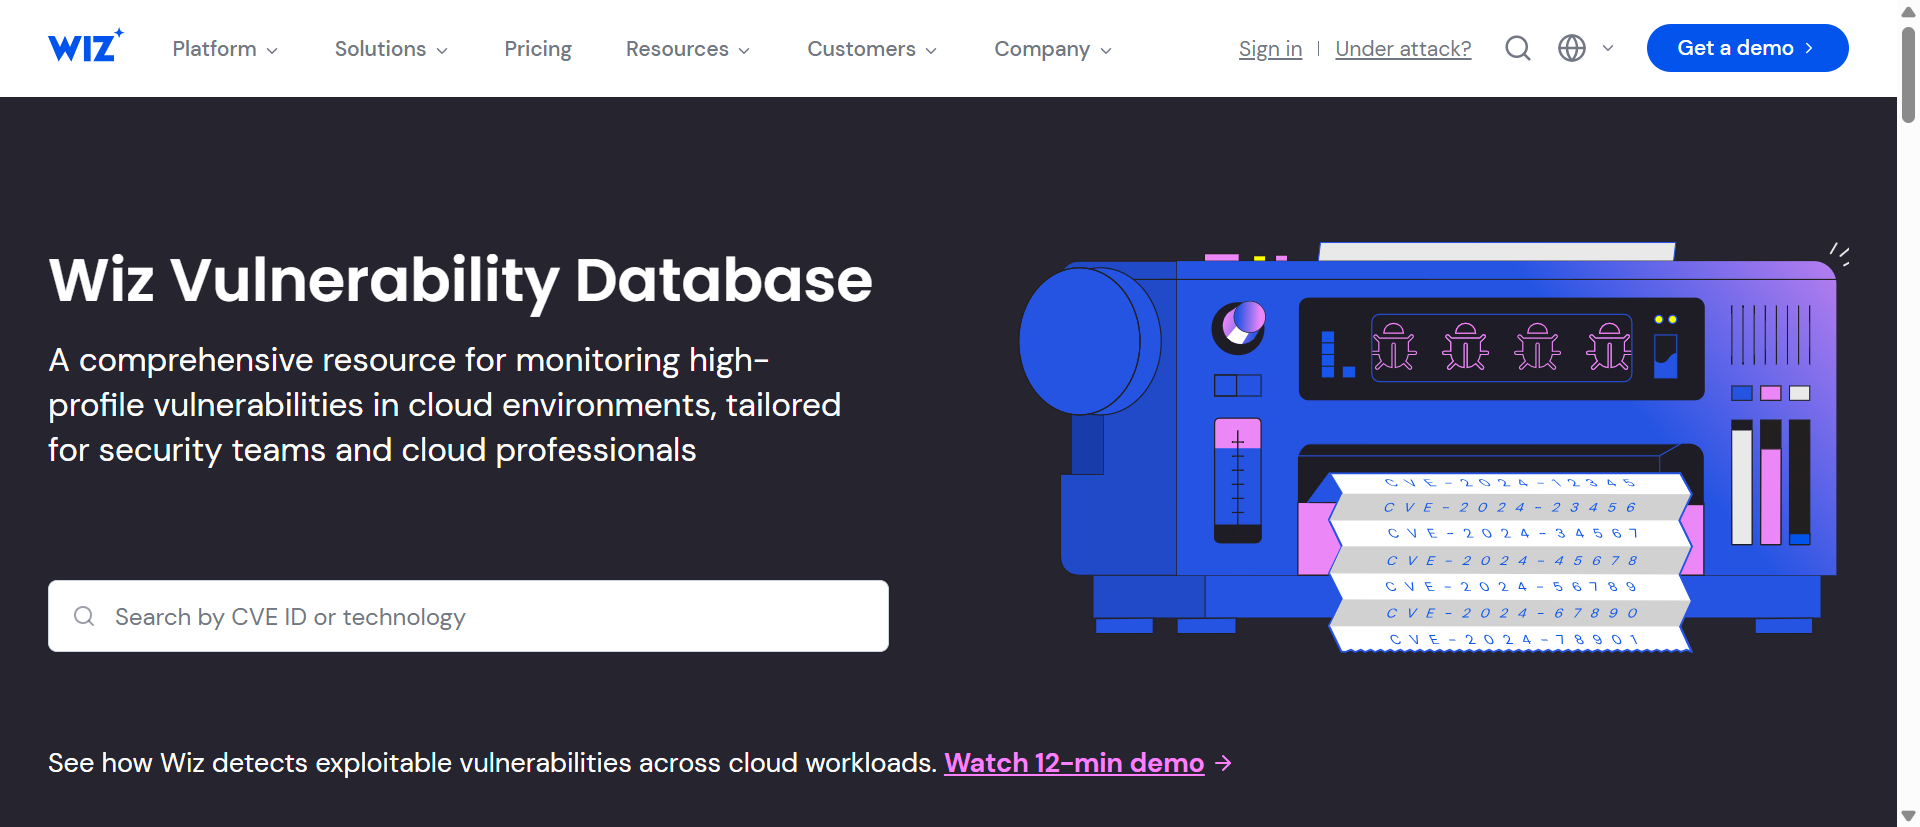 WIZ
Platform
Solutions
Pricing
Resources
Customers
Company
Sign in
Under attack?
Get a demo
Wiz Vulnerability Database
A comprehensive resource for monitoring high-
profile vulnerabilities in cloud environments, tailored
for security teams and cloud professionals
Search by CVE ID or technology
CVE-2024-12345
CVE-2024-23456
CVE-2024-34567
CVE-2024-45678
CVE-2024-56789
CVE-2024-67890
CVE-2024-78901
See how Wiz detects exploitable vulnerabilities across cloud workloads. Watch 12-min demo →